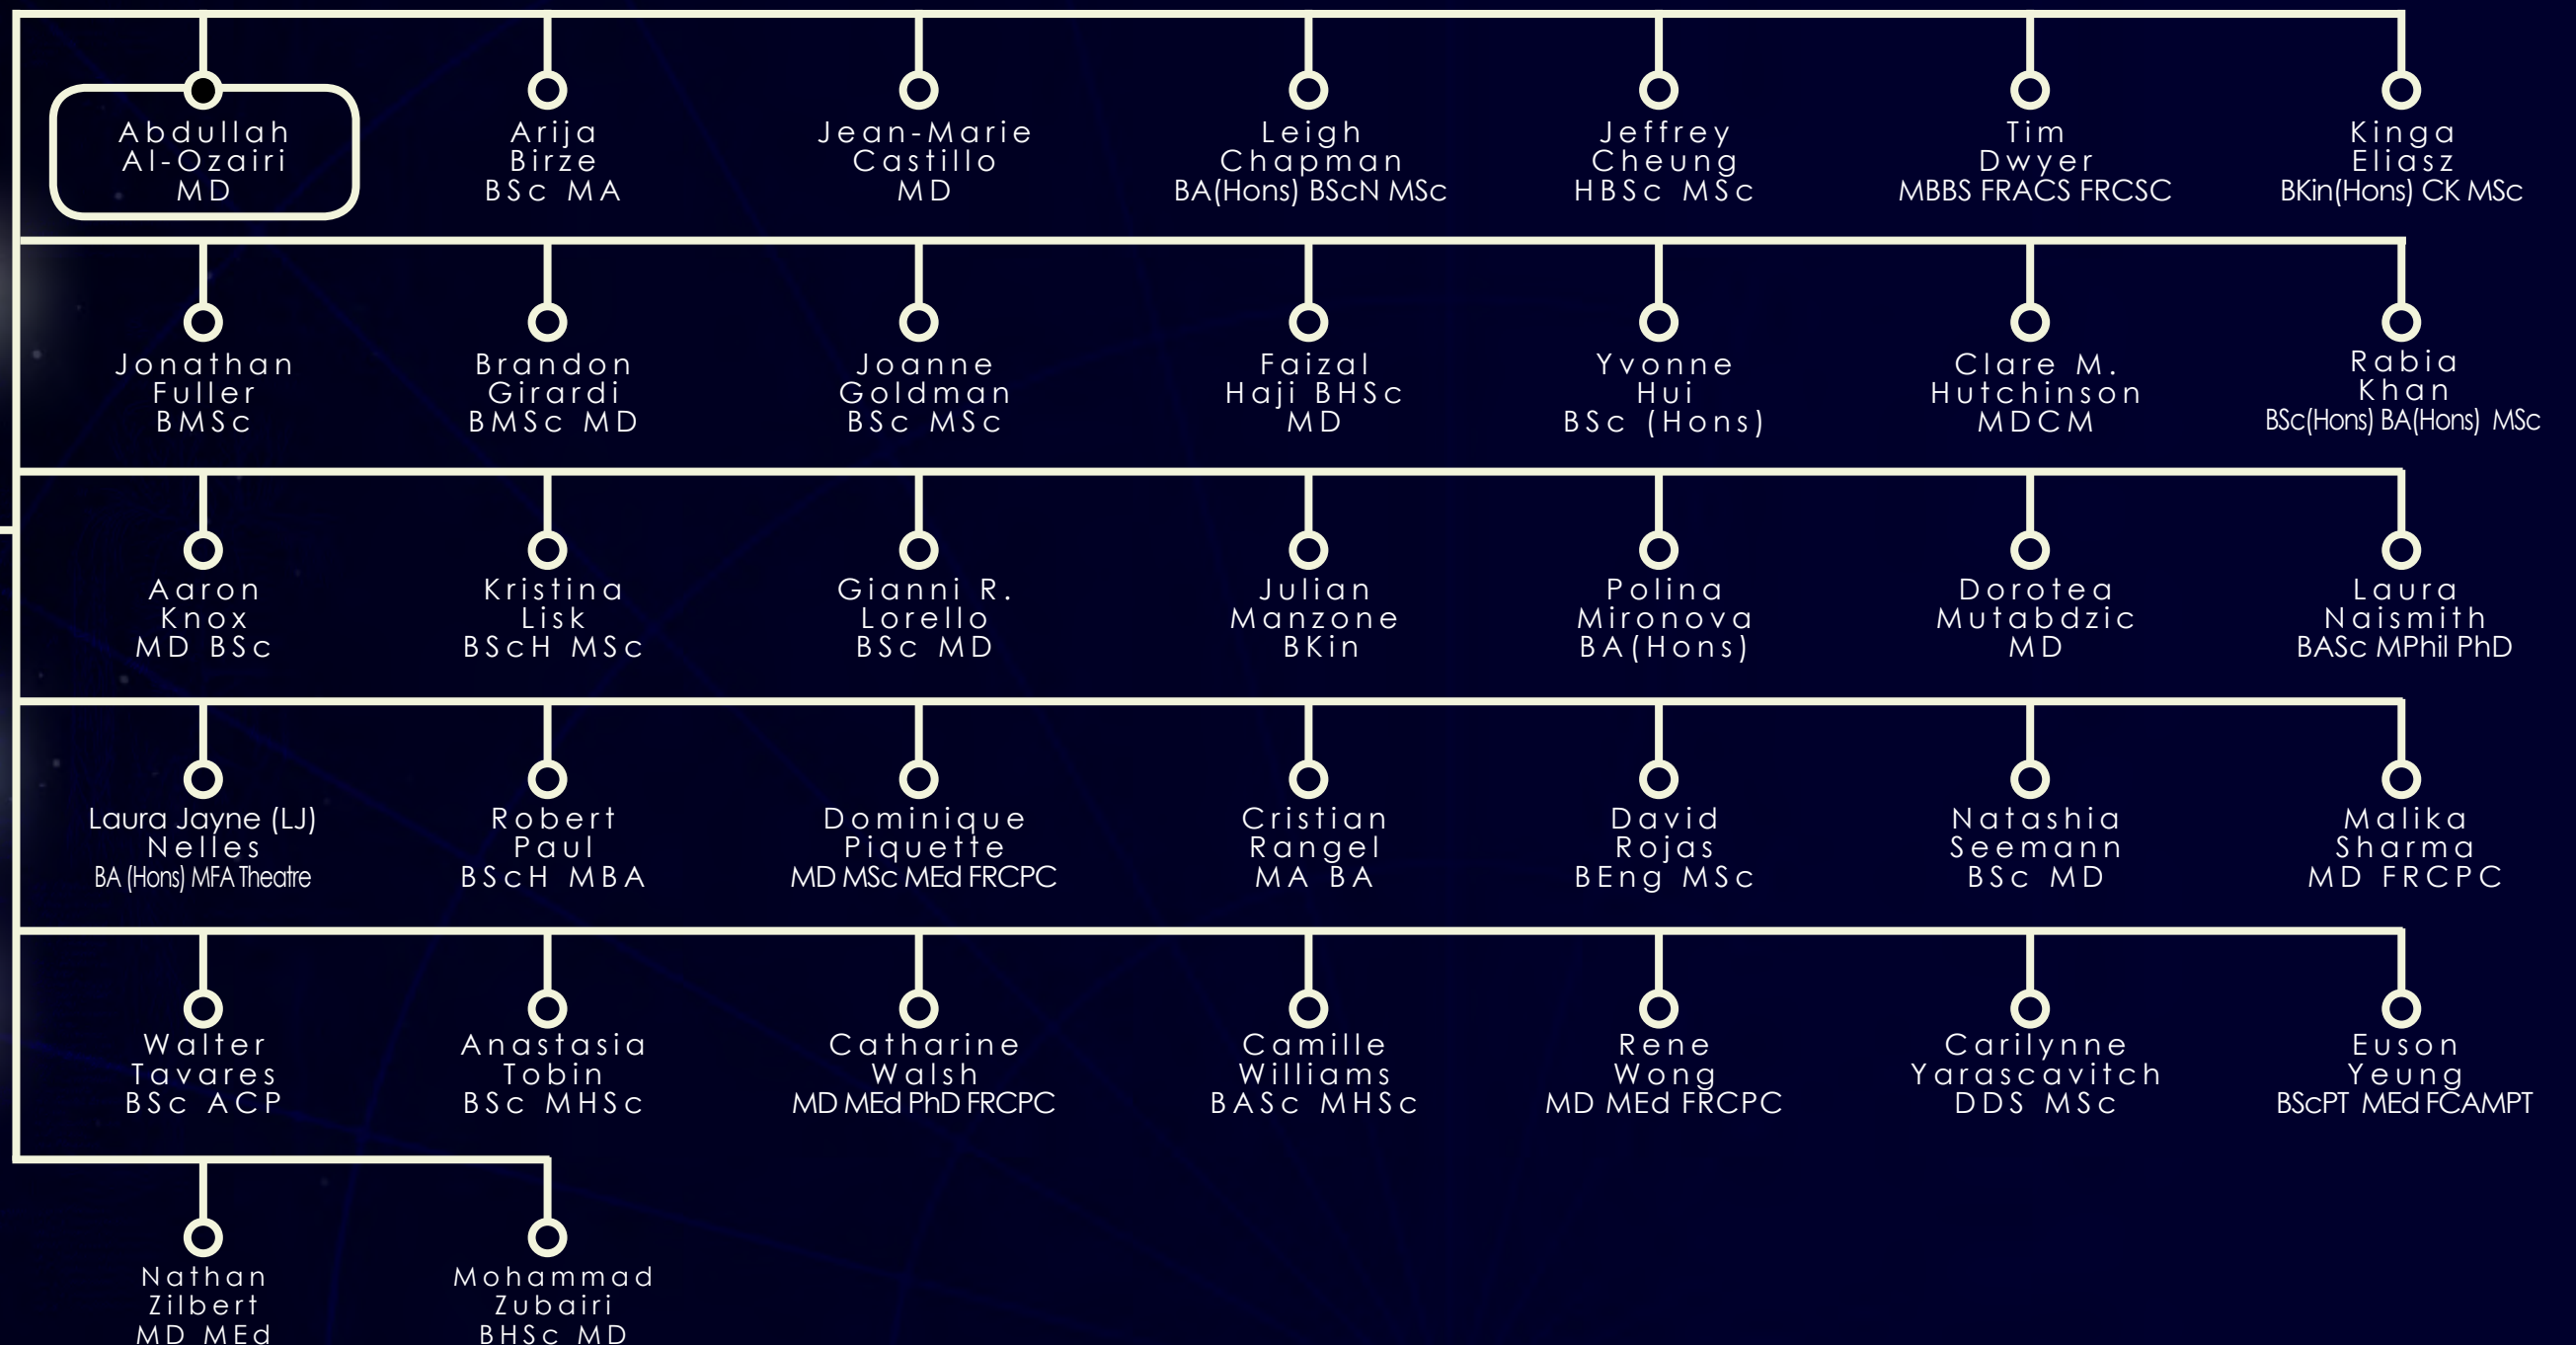 Abdullah
Al-Ozairi
MD
Arija
Birze
BSc MA
Jean-Marie
Castillo
MD
Leigh
Chapman
BA(Hons) BScN MSc
Jeffrey
Cheung
HBSc MSc
Tim
Dwyer
MBBS FRACS FRCSC
Kinga
Eliasz
BKin(Hons) CK MSc
Jonathan
Fuller
BMSc
Brandon
Girardi
BMSc MD
Joanne
Goldman
BSc MSc
Faizal
Haji BHSc
MD
Yvonne
Hui
BSc (Hons)
Clare M.
Hutchinson
MDCM
Rabia
Khan
BSc(Hons) BA(Hons) MSc
Aaron
Knox
MD BSc
Kristina
Lisk
BScH MSc
Gianni R.
Lorello
BSc MD
Julian
Manzone
BKin
Polina
Mironova
BA(Hons)
Dorotea
Mutabdzic
MD
Laura
Naismith
BASc MPhil PhD
Laura Jayne (LJ)
Nelles
BA (Hons) MFA Theatre
Robert
Paul
BScH MBA
Dominique
Piquette
MD MSc MEd FRCPC
Cristian
Rangel
MA BA
David
Rojas
BEng MSc
Natashia
Seemann
BSc MD
Malika
Sharma
MD FRCPC
Walter
Tavares
BSc ACP
Anastasia
Tobin
BSc MHSc
Catharine
Walsh
MD MEd PhD FRCPC
Camille
Williams
BASc MHSc
Rene
Wong
MD MEd FRCPC
Carilynne
Yarascavitch
DDS MSc
Euson
Yeung
BScPT MEd FCAMPT
Nathan
Zilbert
MD MEd
Mohammad
Zubairi
BHSc MD